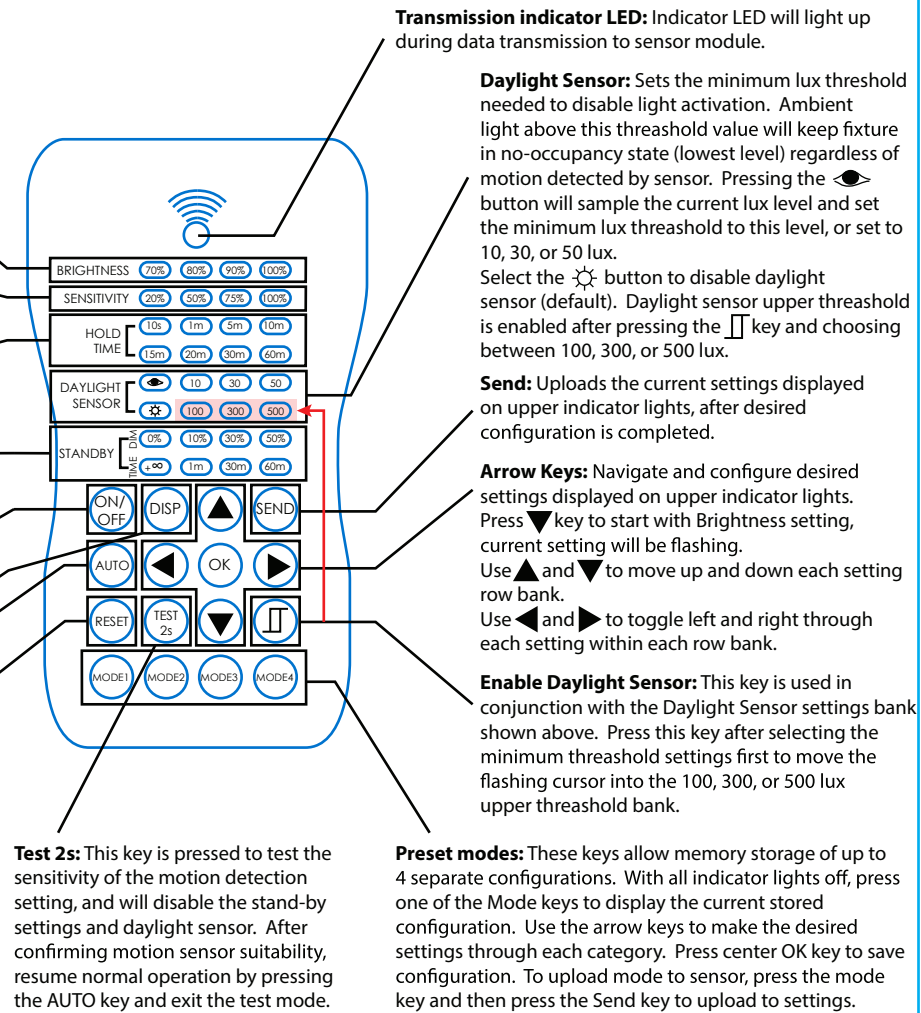 Transmission indicator LED: Indicator LED will light up
during data transmission to sensor module.
Daylight Sensor: Sets the minimum lux threshold
needed to disable light activation. Ambient
light above this threashold value will keep fixture
in no-occupancy state (lowest level) regardless of
motion detected by sensor. Pressing the
button will sample the current lux level and set
the minimum lux threashold to this level, or set to
10, 30, or 50 lux.
Select the button to disable daylight
sensor (default). Daylight sensor upper threashold
is enabled after pressing the key and choosing
between 100, 300, or 500 lux.
Send: Uploads the current settings displayed
on upper indicator lights, after desired
configuration is completed.
Arrow Keys: Navigate and configure desired
settings displayed on upper indicator lights.
Press ▼ key to start with Brightness setting,
current setting will be flashing.
Use ▲ and ▼ to move up and down each setting
row bank.
Use ◀ and ▶ to toggle left and right through
each setting within each row bank.
Enable Daylight Sensor: This key is used in
conjunction with the Daylight Sensor settings bank
shown above. Press this key after selecting the
minimum threashold settings first to move the
flashing cursor into the 100, 300, or 500 lux
upper threashold bank.
BRIGHTNESS 70% 80% 90% 100%
SENSITIVITY 20% 50% 75% 100%
HOLD
TIME
10s 1m 5m 10m
15m 20m 30m 60m
DAYLIGHT
SENSOR
10 30 50
100 300 500
STANDBY
DIM
0% 10% 30% 50%
TIME
+∞ 1m 30m 60m
ON/
OFF
DISP ▲ SEND
AUTO ◀ OK ▶
RESET
TEST
2s
▼
MODE1 MODE2 MODE3 MODE4
Test 2s: This key is pressed to test the
sensitivity of the motion detection
setting, and will disable the stand-by
settings and daylight sensor. After
confirming motion sensor suitability,
resume normal operation by pressing
the AUTO key and exit the test mode.
Preset modes: These keys allow memory storage of up to
4 separate configurations. With all indicator lights off, press
one of the Mode keys to display the current stored
configuration. Use the arrow keys to make the desired
settings through each category. Press center OK key to save
configuration. To upload mode to sensor, press the mode
key and then press the Send key to upload to settings.